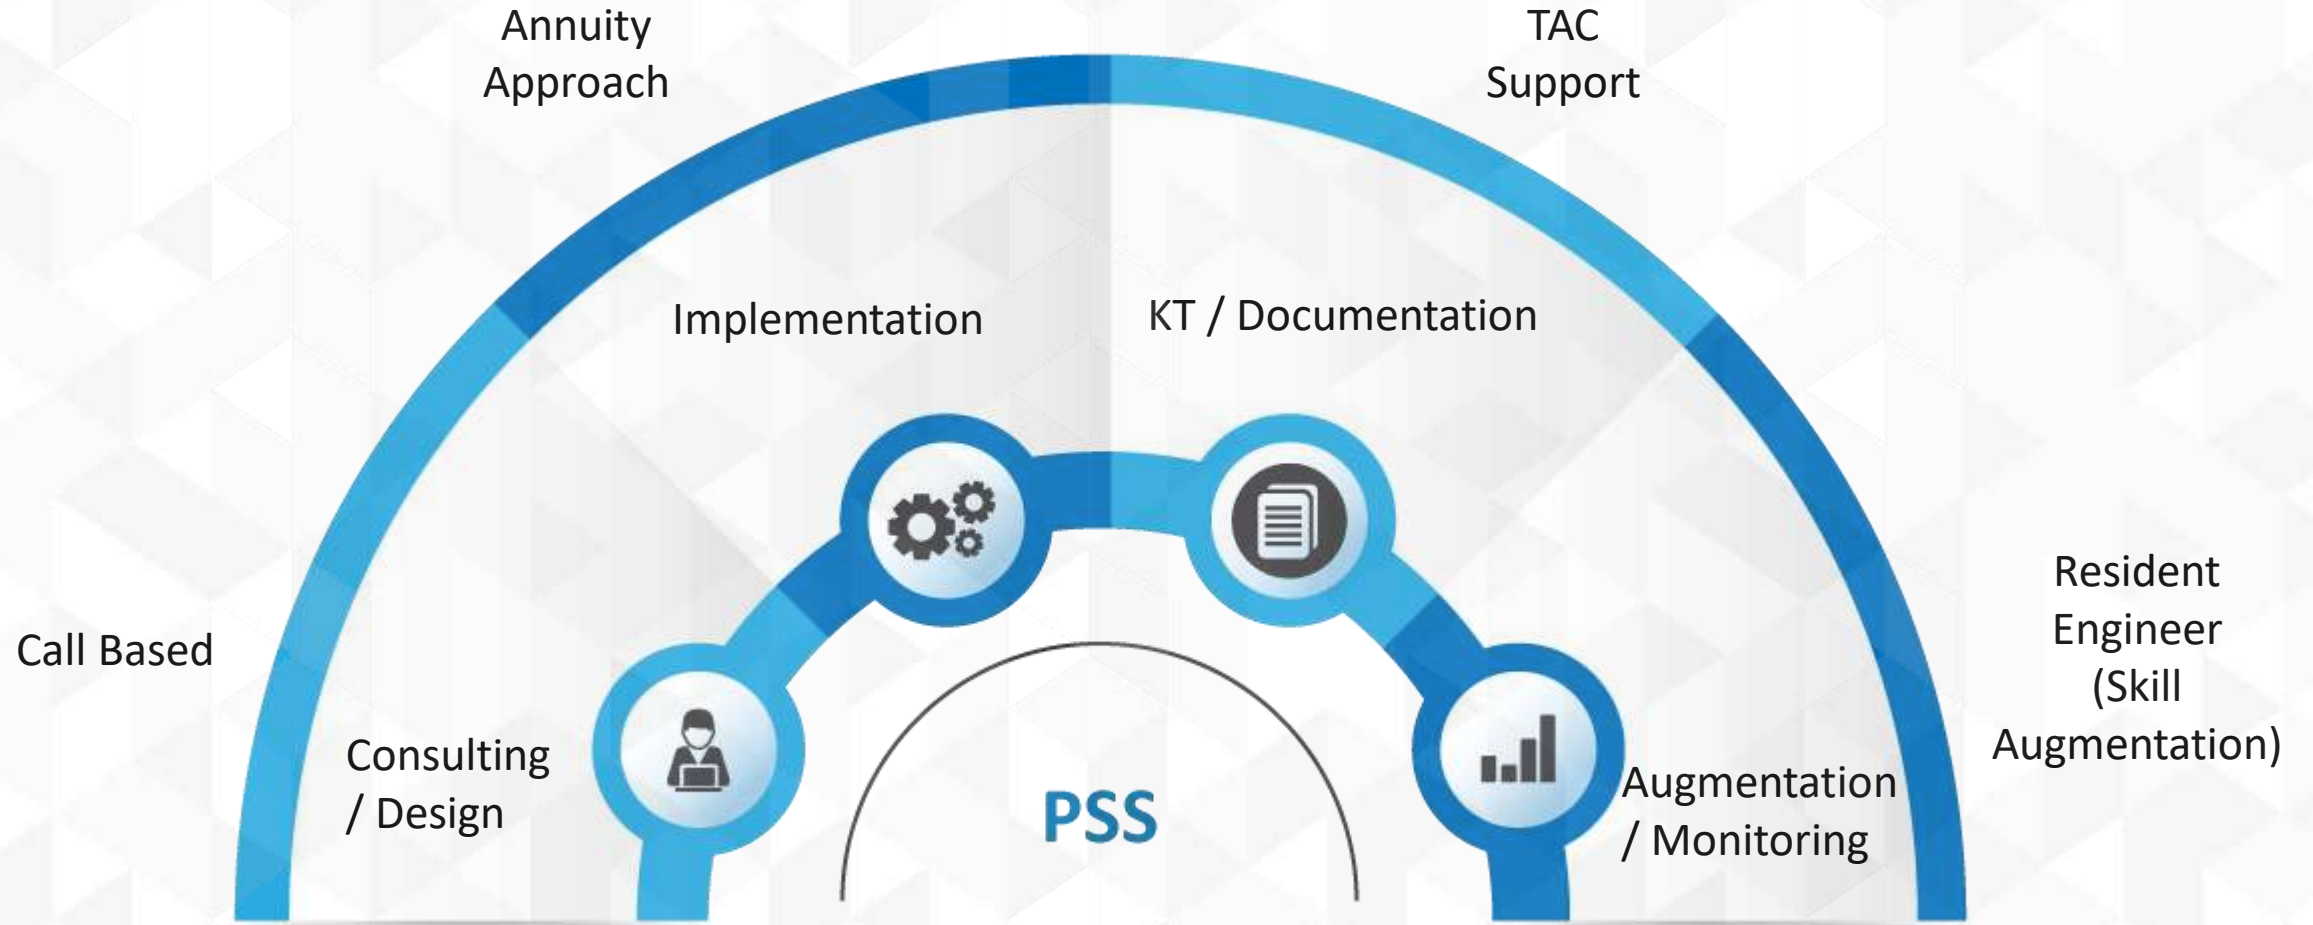 Annuity
Approach
TAC
Support
Implementation
KT / Documentation
Call Based
Consulting
/ Design
PSS
Augmentation
/ Monitoring
Resident
Engineer
(Skill
Augmentation)